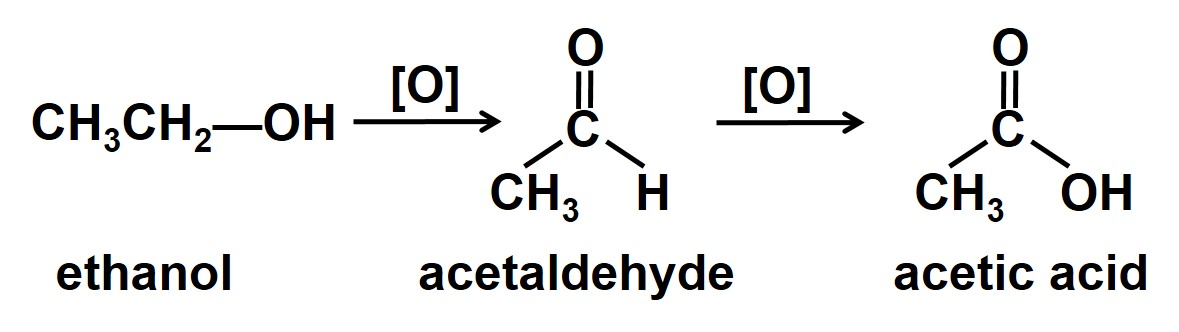 O O
[O] [O]
CH₃CH₂—OH C C
CH₃ H CH₃ OH
ethanol acetaldehyde acetic acid